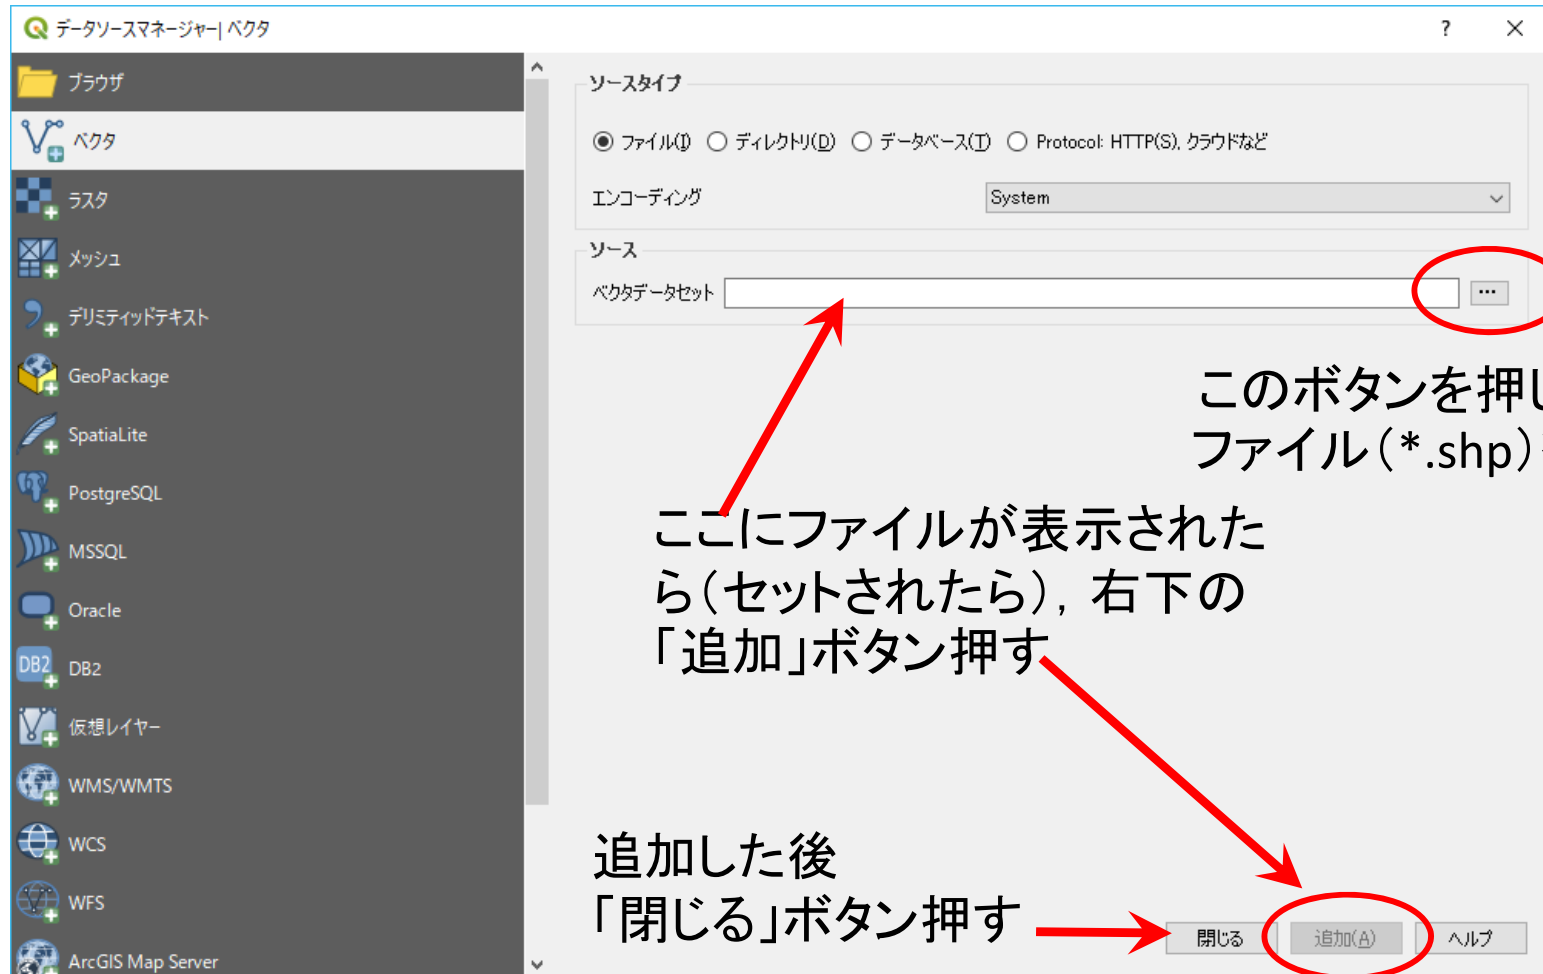 データソースマネージャー | ベクタ
?
ブラウザ
ベクタ
ラスタ
メッシュ
デリミティッドテキスト
GeoPackage
SpatiaLite
PostgreSQL
MSSQL
Oracle
DB2 DB2
仮想レイヤー
WMS/WMTS
WCS
WFS
ArcGIS Map Server
ソースタイプ
ファイル(I) ディレクトリ(D) データベース(T) Protocol: HTTP(S), クラウドなど
エンコーディング System
ソース
ベクタデータセット ...
このボタンを押し
ファイル(*.shp)
ここにファイルが表示された
ら(セットされたら), 右下の
「追加」ボタン押す
追加した後
「閉じる」ボタン押す
閉じる 追加(A) ヘルプ